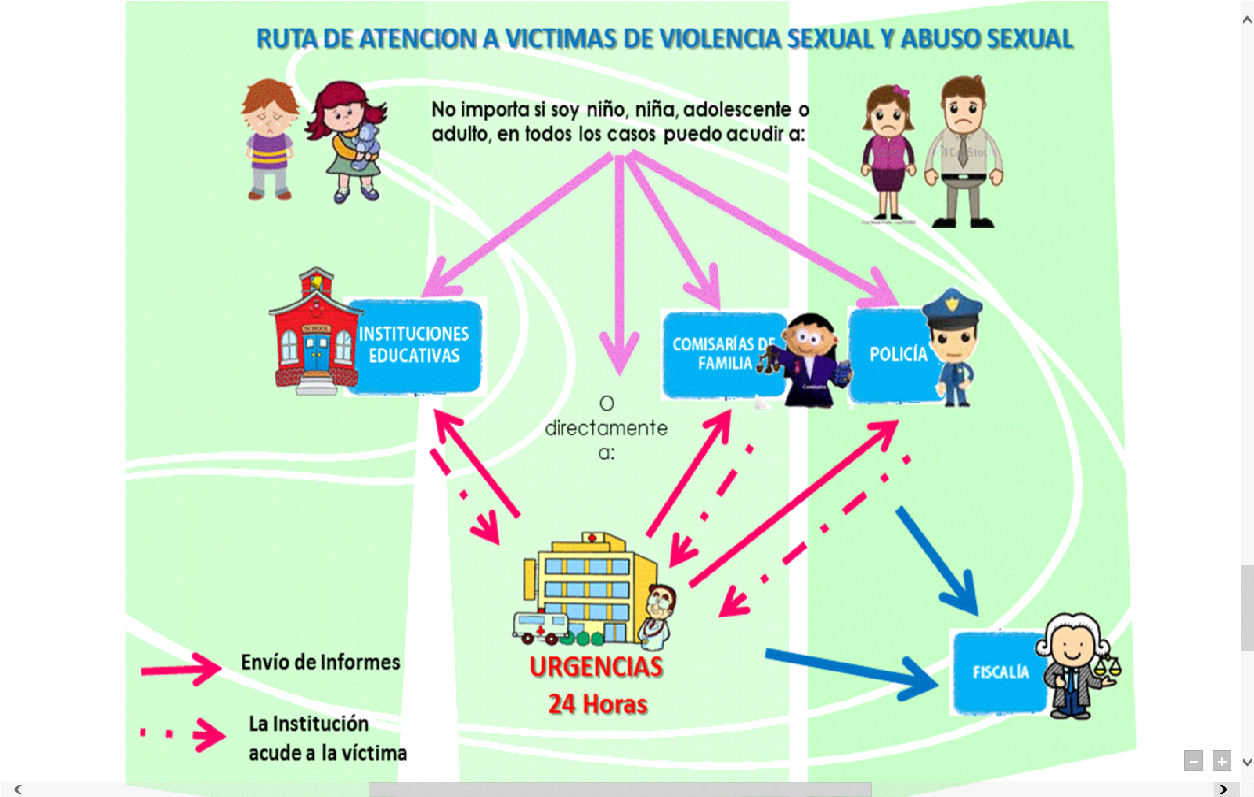 RUTA DE ATENCION A VICTIMAS DE VIOLENCIA SEXUAL Y ABUSO SEXUAL
No importa si soy niño, niña, adolescente o
adulto, en todos los casos puedo acudir a:
SCHOOL
INSTITUCIONES
EDUCATIVAS
COMISARÍAS DE
FAMILIA
POLICÍA
O
directamente
a:
URGENCIAS
24 Horas
FISCALÍA
Envío de Informes
La Institución
acude a la víctima